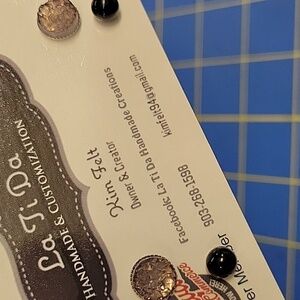 La Ti Da
HANDMADE & CUSTOMIZATION
Kim Felt
Owner & Creator
Facebook: La Ti Da Handmade Creations
kimfelt94@gmail.com
903-268-1598
HERE